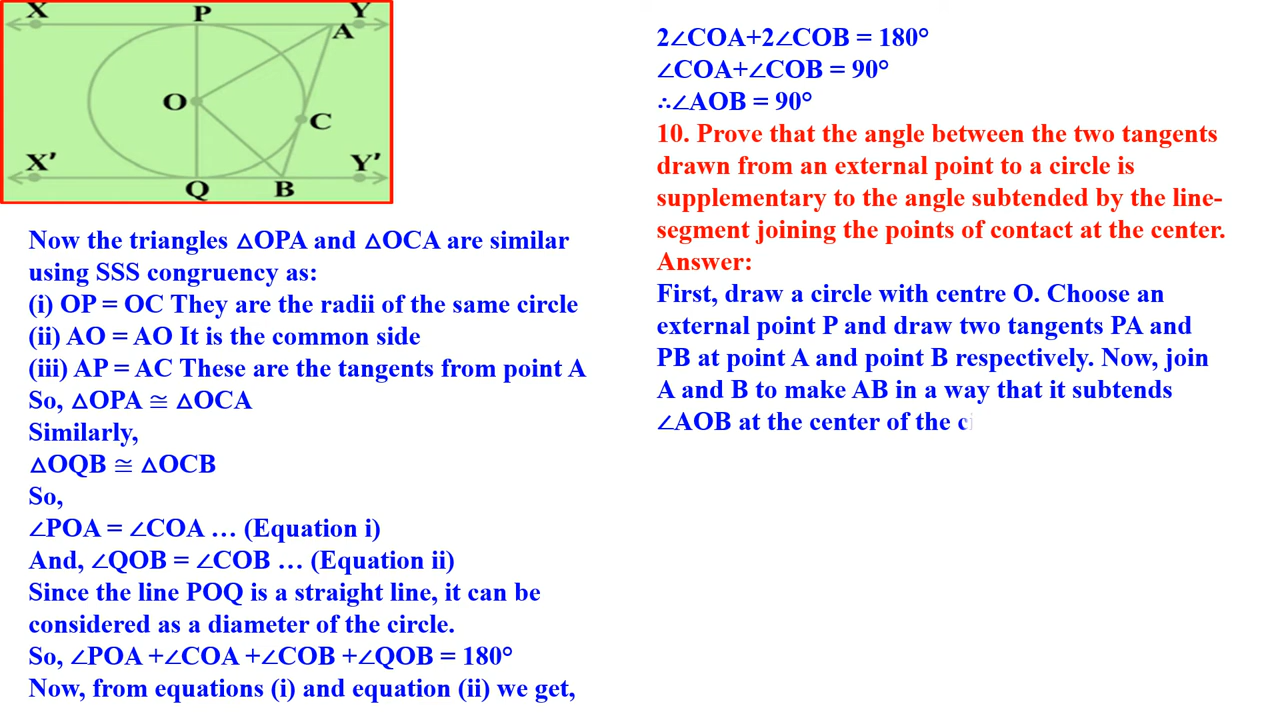 X P Y
A
O
C
X′ Y′
Q B
Now the triangles △OPA and △OCA are similar
using SSS congruency as:
(i) OP = OC They are the radii of the same circle
(ii) AO = AO It is the common side
(iii) AP = AC These are the tangents from point A
So, △OPA ≅ △OCA
Similarly,
△OQB ≅ △OCB
So,
∠POA = ∠COA … (Equation i)
And, ∠QOB = ∠COB … (Equation ii)
Since the line POQ is a straight line, it can be
considered as a diameter of the circle.
So, ∠POA +∠COA +∠COB +∠QOB = 180°
Now, from equations (i) and equation (ii) we get,
2∠COA+2∠COB = 180°
∠COA+∠COB = 90°
∴∠AOB = 90°
10. Prove that the angle between the two tangents
drawn from an external point to a circle is
supplementary to the angle subtended by the line-
segment joining the points of contact at the center.
Answer:
First, draw a circle with centre O. Choose an
external point P and draw two tangents PA and
PB at point A and point B respectively. Now, join
A and B to make AB in a way that it subtends
∠AOB at the center of the